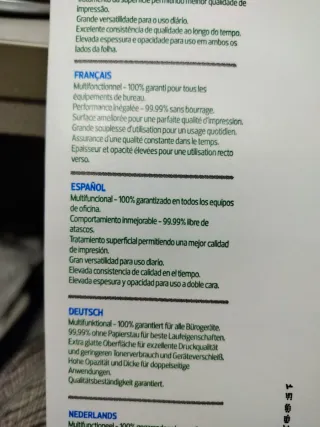 impressão.
Grande versatilidade para o uso diário.
Excelente consistência de qualidade ao longo do tempo.
Elevada espessura e opacidade para uso em ambos os
lados da folha.
FRANÇAIS
Multifonctionnel - 100% garanti pour tous les
équipements de bureau.
Performance inégalée - 99.99% sans bourrage.
Surface améliorée pour une parfaite qualité d'impression.
Grande souplesse d'utilisation pour un usage quotidien.
Assurance d'une qualité constante dans le temps.
Epaisseur et opacité élevées pour une utilisation recto
verso.
ESPAÑOL
Multifuncional - 100% garantizado en todos los equipos
de oficina.
Comportamiento inmejorable - 99.99% libre de
atascos.
Tratamiento superficial permitiendo una mejor calidad
de impresión.
Gran versatilidad para uso diario.
Elevada consistencia de calidad en el tiempo.
Elevada espesura y opacidad para uso a doble cara.
DEUTSCH
Multifunktional - 100% garantiert für alle Bürogeräte.
99,99% ohne Papierstau für beste Laufeigenschaften.
Extra glatte Oberfläche für exzellente Druckqualität
und geringeren Tonerverbrauch und Geräteverschleiß.
Hohe Opazität und Dicke für doppelseitige
Anwendungen.
Qualitätsbeständigkeit garantiert.
NEDERLANDS